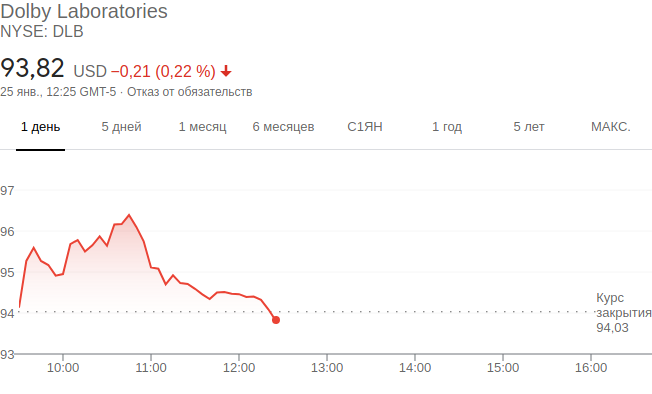 Dolby Laboratories
NYSE: DLB
93,82 USD −0,21 (0,22 %)
25 янв., 12:25 GMT-5 · Отказ от обязательств
1 день 5 дней 1 месяц 6 месяцев С1ЯН 1 год 5 лет МАКС.
97
96
95
94
93
Курс
закрытия
94,03
10:00 11:00 12:00 13:00 14:00 15:00 16:00